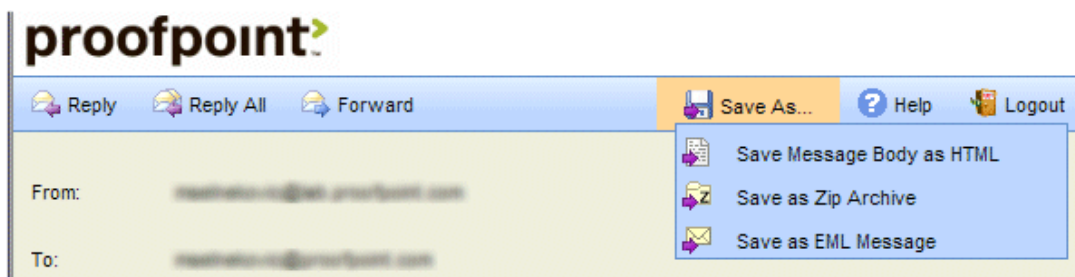 proofpoint
Reply Reply All Forward Save As... Help Logout
Save Message Body as HTML
From: Save as Zip Archive
Save as EML Message
To: